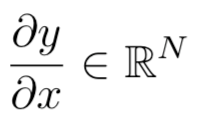 ∂y/∂x ∈ ℝ^N